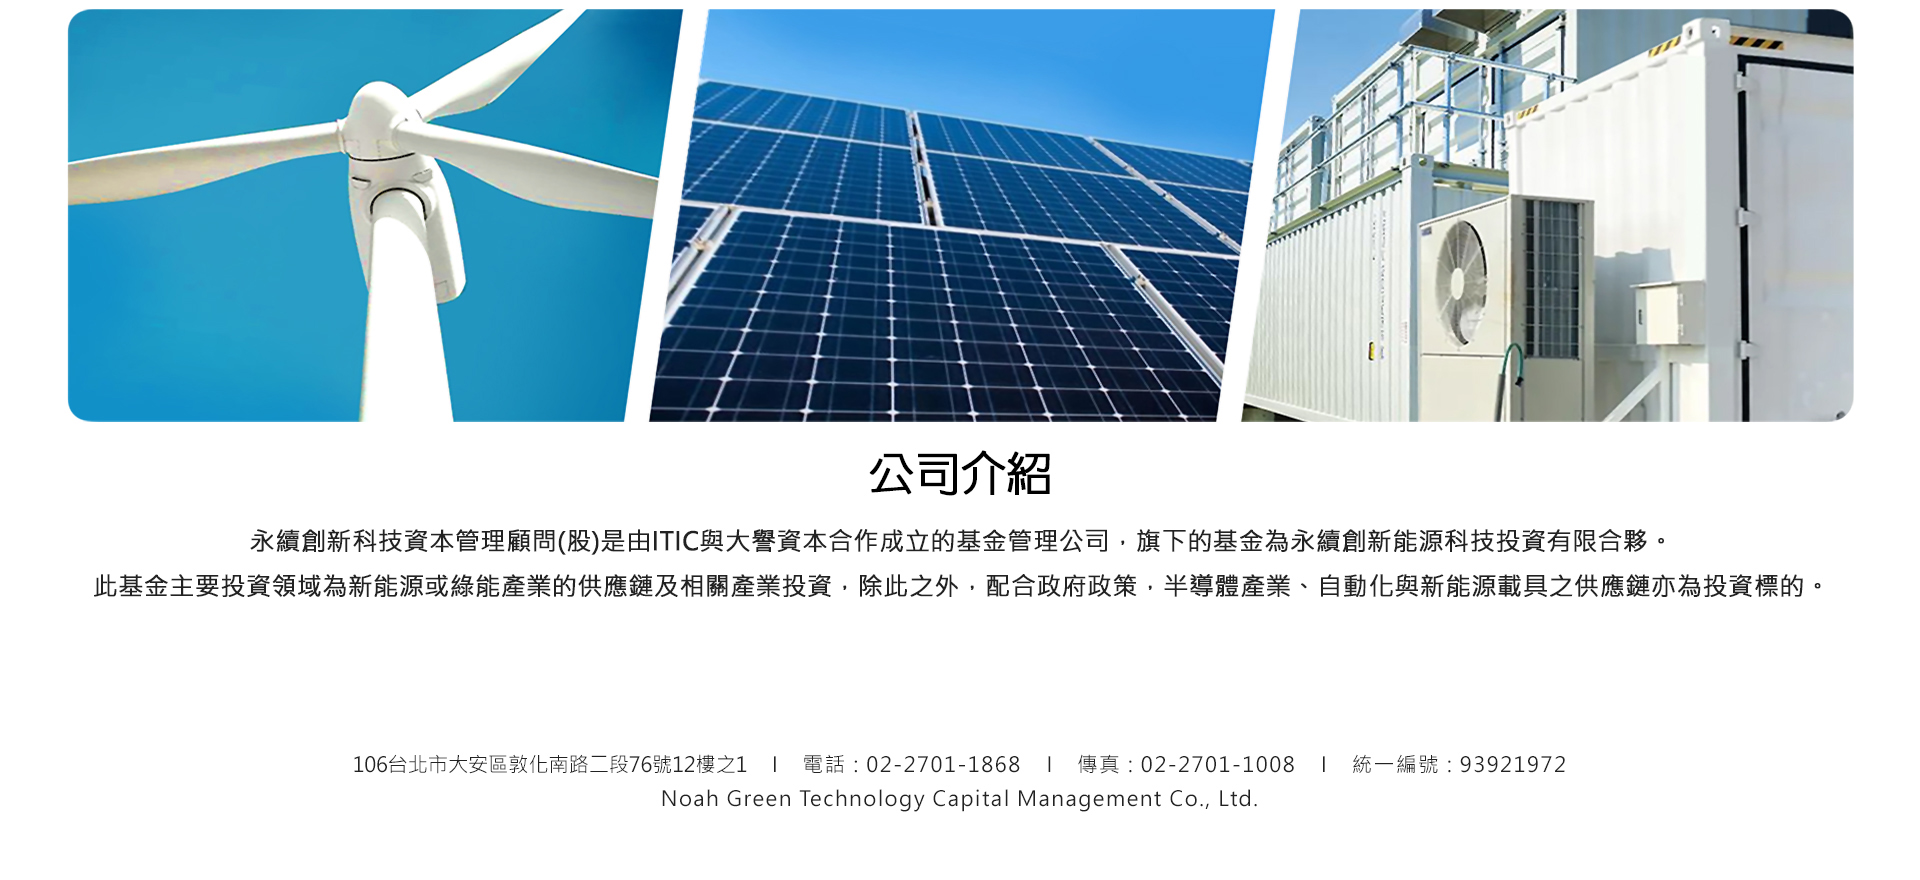 公司介紹
永續創新科技資本管理顧問(股)是由ITIC與大譽資本合作成立的基金管理公司，旗下的基金為永續創新能源科技投資有限合夥。
此基金主要投資領域為新能源或綠能產業的供應鏈及相關產業投資，除此之外，配合政府政策，半導體產業、自動化與新能源載具之供應鏈亦為投資標的。
106台北市大安區敦化南路二段76號12樓之1 I 電話 : 02-2701-1868 I 傳真 : 02-2701-1008 I 統一編號 : 93921972
Noah Green Technology Capital Management Co., Ltd.